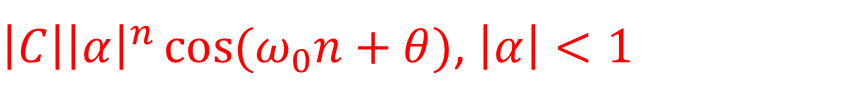 |C||α|ⁿ cos(ω₀n + θ), |α| < 1